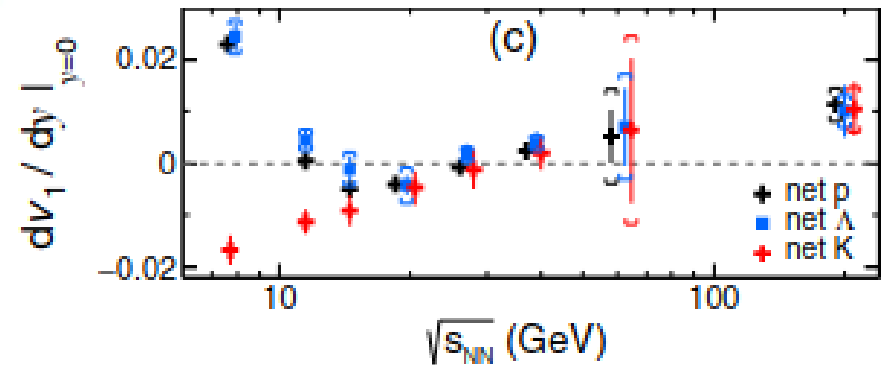 (c)
0.02
0
−0.02
dv₁ / dy |y=0
net p
net Λ
net K
10
100
√sNN (GeV)